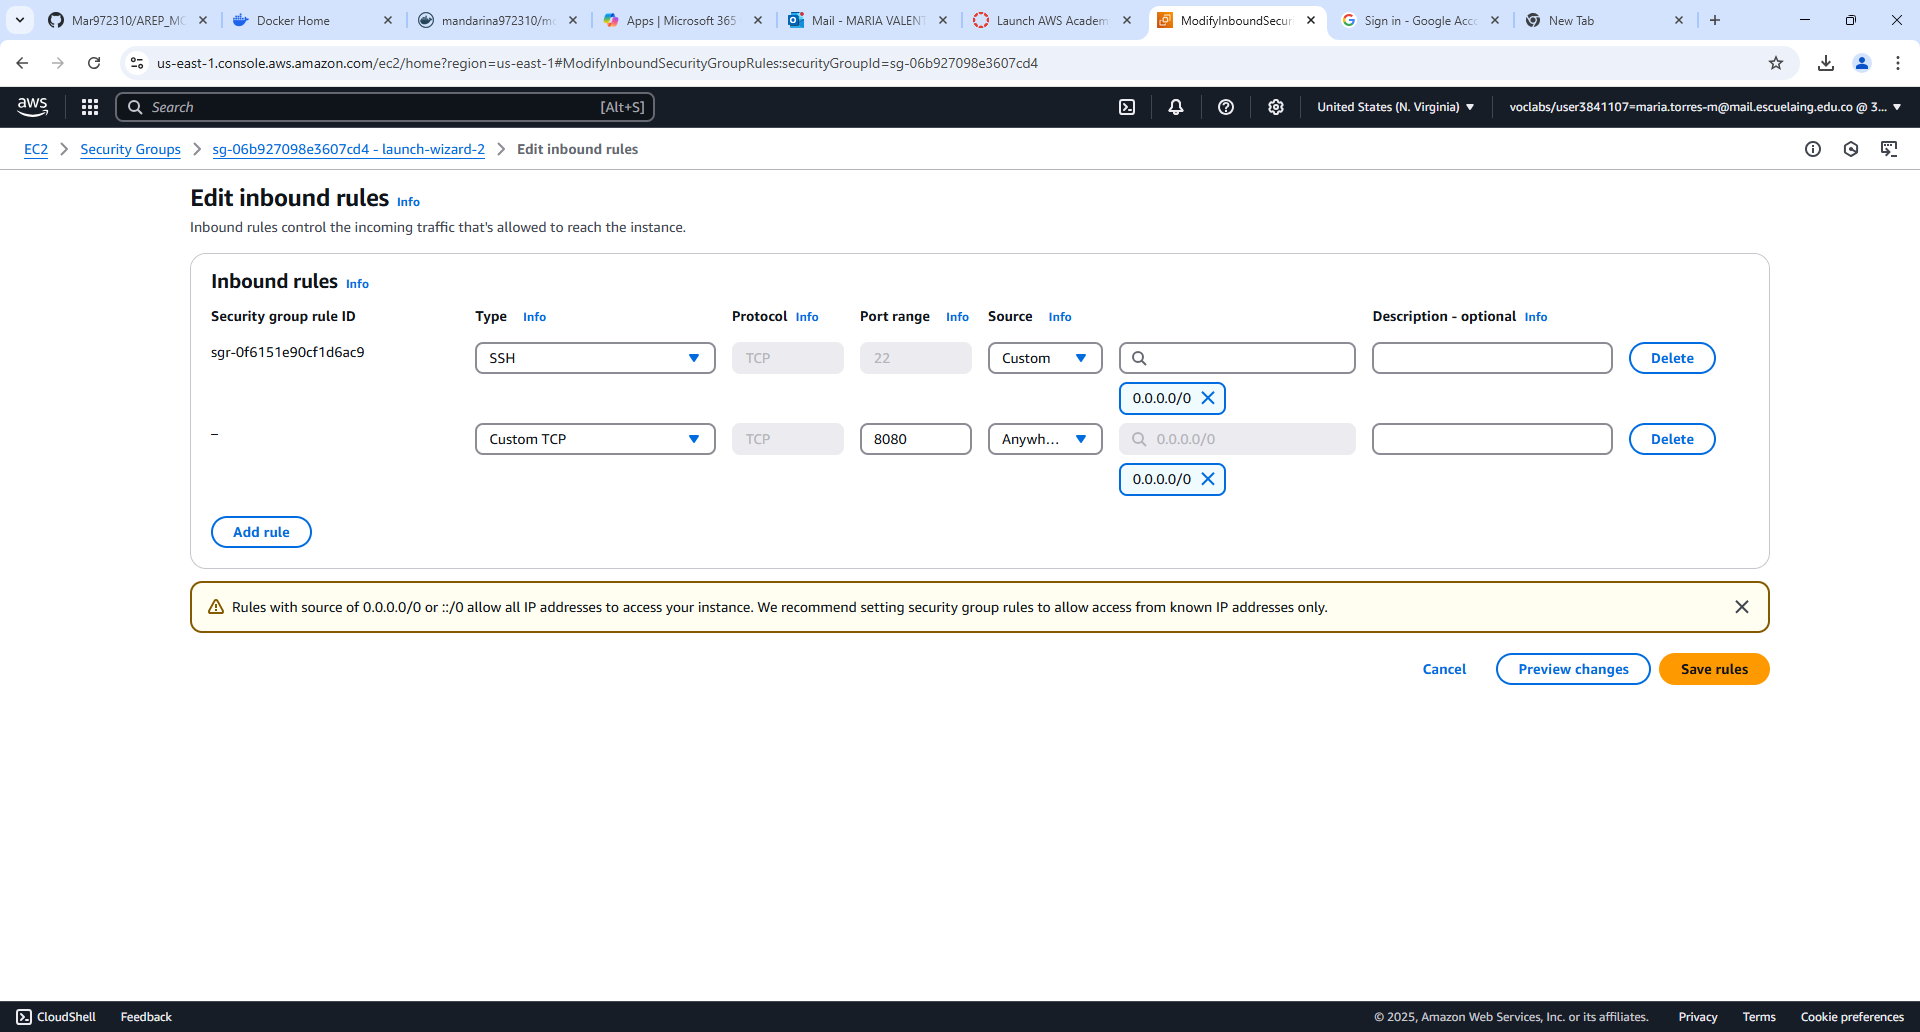 Mar972310/AREP_MC
Docker Home
mandarina972310/mc
Apps | Microsoft 365
Mail - MARIA VALENT
Launch AWS Academ
ModifyInboundSecuri
Sign in - Google Acc
New Tab
us-east-1.console.aws.amazon.com/ec2/home?region=us-east-1#ModifyInboundSecurityGroupRules:securityGroupId=sg-06b927098e3607cd4
aws
Search
[Alt+S]
United States (N. Virginia)
voclabs/user3841107=maria.torres-m@mail.escuelaing.edu.co @ 3...
EC2
Security Groups
sg-06b927098e3607cd4 - launch-wizard-2
Edit inbound rules
Edit inbound rules Info
Inbound rules control the incoming traffic that's allowed to reach the instance.
Inbound rules Info
Security group rule ID
Type Info
Protocol Info
Port range Info
Source Info
Description - optional Info
sgr-0f6151e90cf1d6ac9
SSH
TCP
22
Custom
Delete
0.0.0.0/0
–
Custom TCP
TCP
8080
Anywh...
0.0.0.0/0
Delete
0.0.0.0/0
Add rule
Rules with source of 0.0.0.0/0 or ::/0 allow all IP addresses to access your instance. We recommend setting security group rules to allow access from known IP addresses only.
Cancel
Preview changes
Save rules
CloudShell
Feedback
© 2025, Amazon Web Services, Inc. or its affiliates.
Privacy
Terms
Cookie preferences